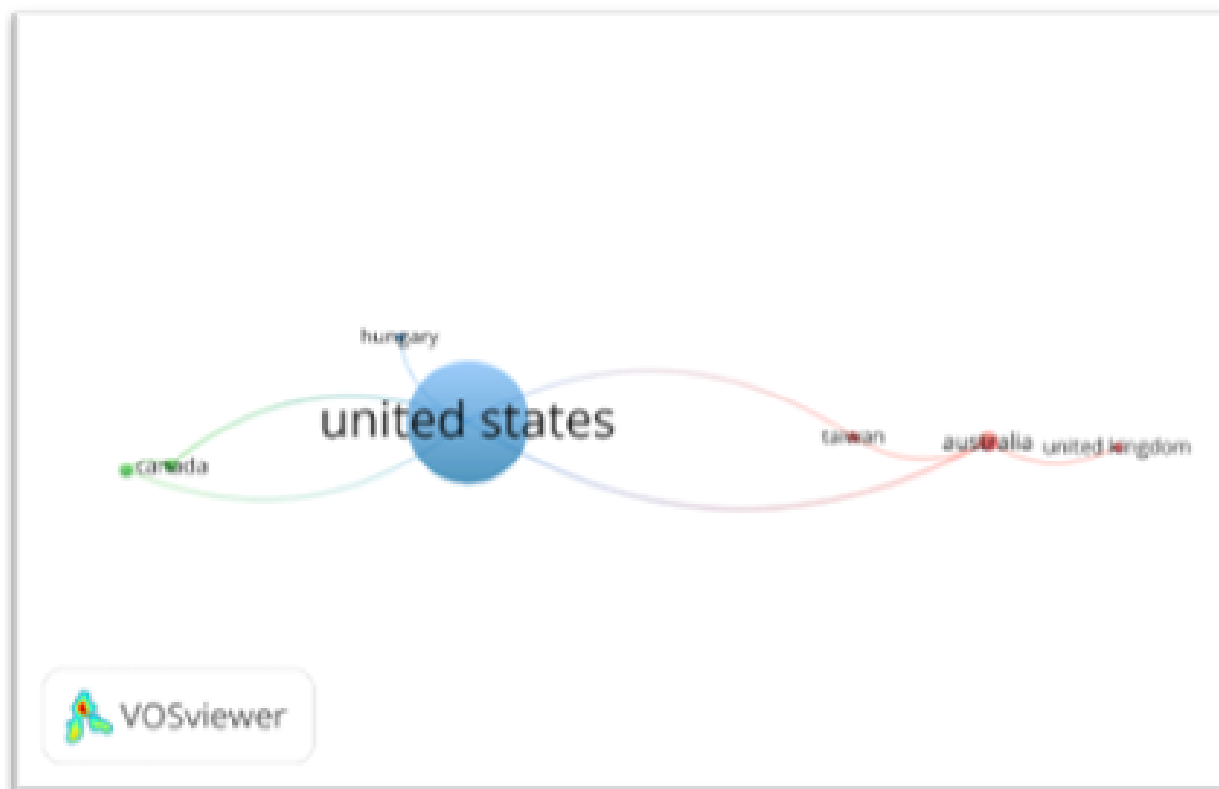 hungary
united states
canada
taiwan
australia
united kingdom
VOSviewer